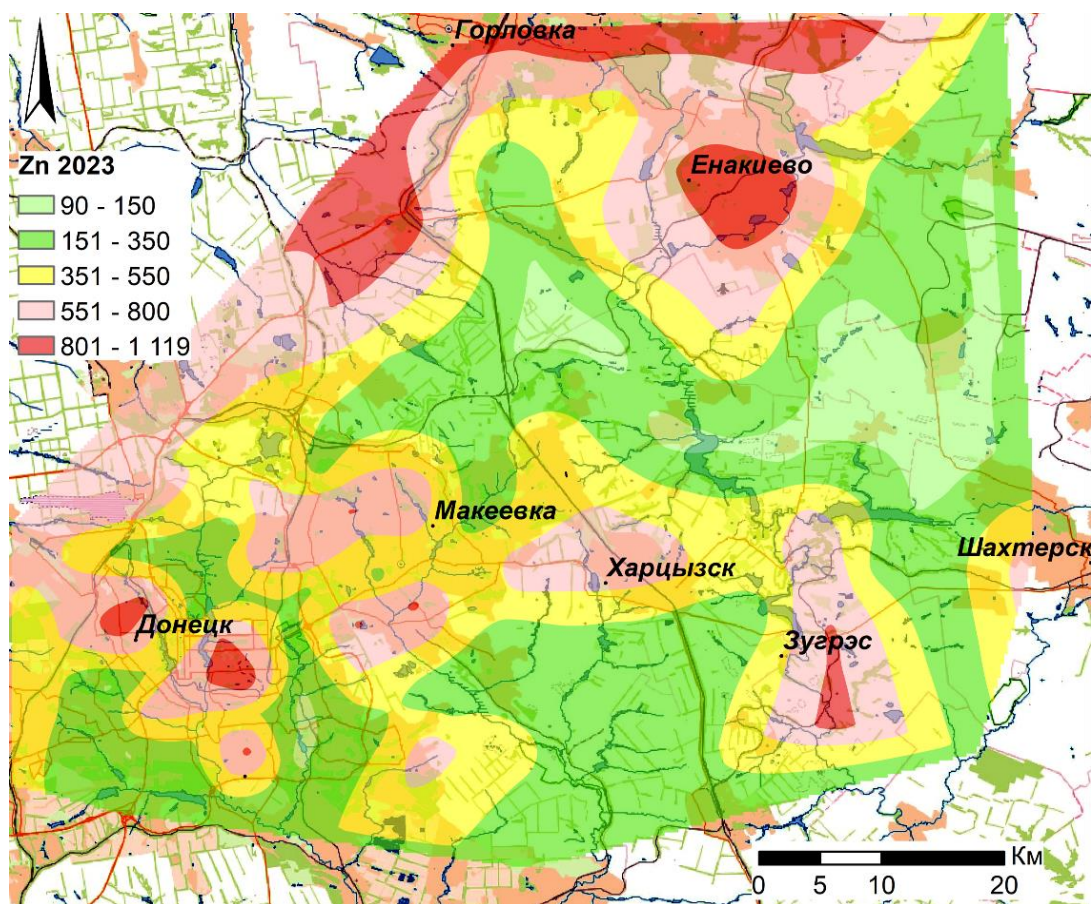 Горловка
Zn 2023
90 - 150
151 - 350
351 - 550
551 - 800
801 - 1 119
Енакиево
Макеевка
Харцызск
Шахтерск
Донецк
Зугрэс
Км
0 5 10 20